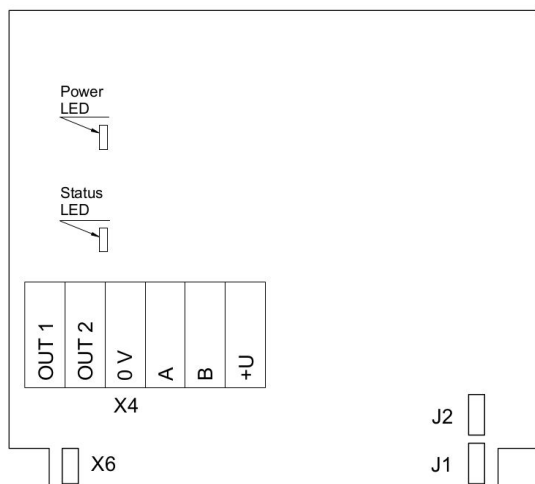 Power
LED
Status
LED
OUT 1
OUT 2
0 V
A
B
+U
X4
J2
X6
J1